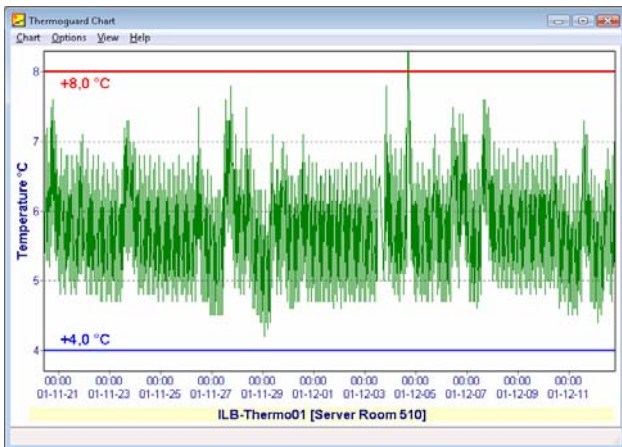 Thermoguard Chart
Chart Options View Help
Temperature °C
8
+8,0 °C
7
6
5
+4,0 °C
4
00:00 00:00 00:00 00:00 00:00 00:00 00:00 00:00 00:00 00:00 00:00
01-11-21 01-11-23 01-11-25 01-11-27 01-11-29 01-12-01 01-12-03 01-12-05 01-12-07 01-12-09 01-12-11
ILB-Thermo01 [Server Room 510]